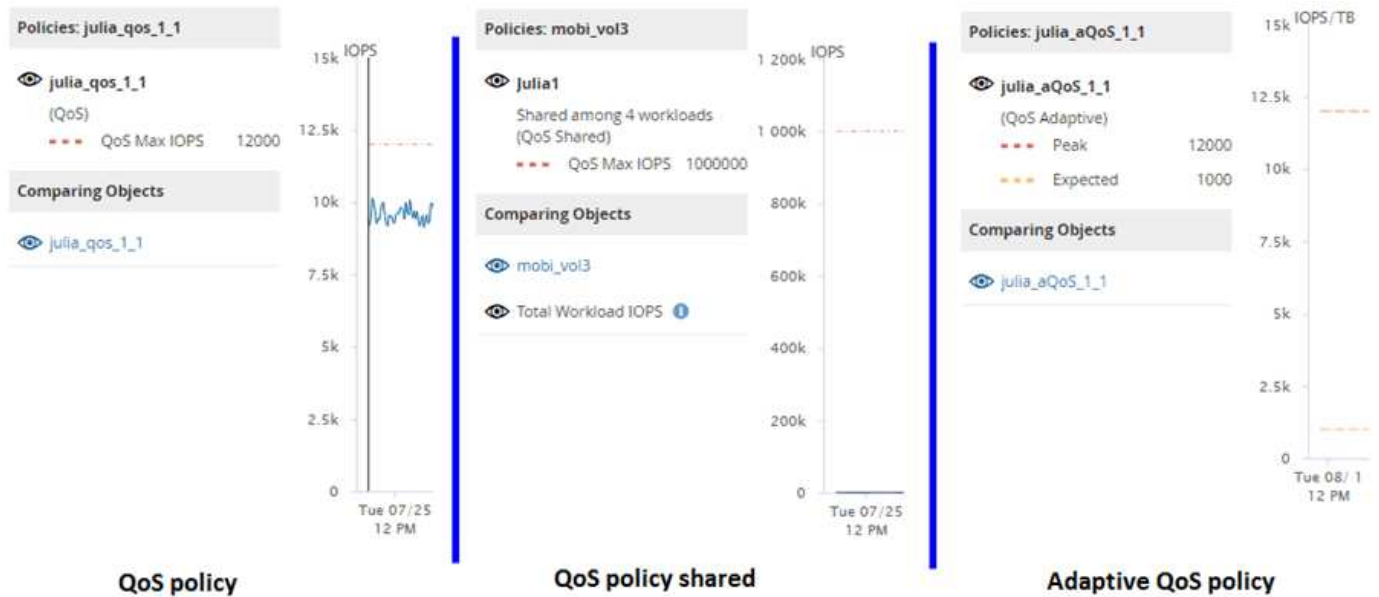 Policies: julia_qos_1_1
julia_qos_1_1
(QoS)
QoS Max IOPS 12000
Comparing Objects
julia_qos_1_1
IOPS
15k
12.5k
10k
7.5k
5k
2.5k
0
Tue 07/25
12 PM
QoS policy
Policies: mobi_vol3
Julia1
Shared among 4 workloads
(QoS Shared)
QoS Max IOPS 1000000
Comparing Objects
mobi_vol3
Total Workload IOPS
IOPS
1 200k
1 000k
800k
600k
400k
200k
0
Tue 07/25
12 PM
QoS policy shared
Policies: julia_aQoS_1_1
julia_aQoS_1_1
(QoS Adaptive)
Peak 12000
Expected 1000
Comparing Objects
julia_aQoS_1_1
IOPS/TB
15k
12.5k
10k
7.5k
5k
2.5k
0
Tue 08/ 1
12 PM
Adaptive QoS policy